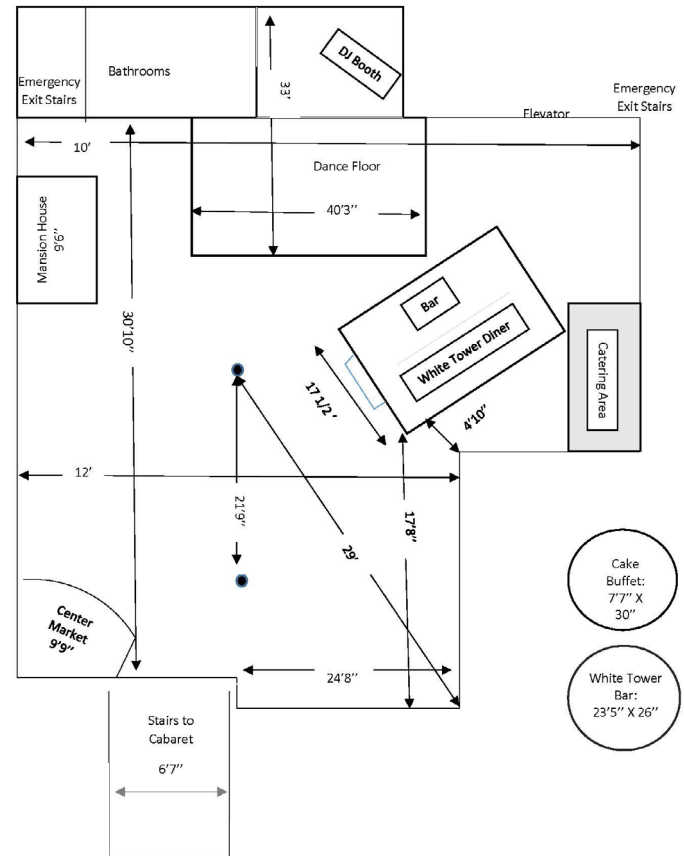 DJ Booth
Bathrooms
Emergency
Exit Stairs
33'
Emergency
Exit Stairs
Elevator
10'
Dance Floor
40'3''
Mansion House
9'6''
Bar
White Tower Diner
Catering Area
30'10''
17 1/2 '
4'10''
12'
21'9''
17'8''
29'
Cake
Buffet:
7'7'' X
30''
Center
Market
9'9''
24'8''
White Tower
Bar:
23'5'' X 26''
Stairs to
Cabaret
6'7''